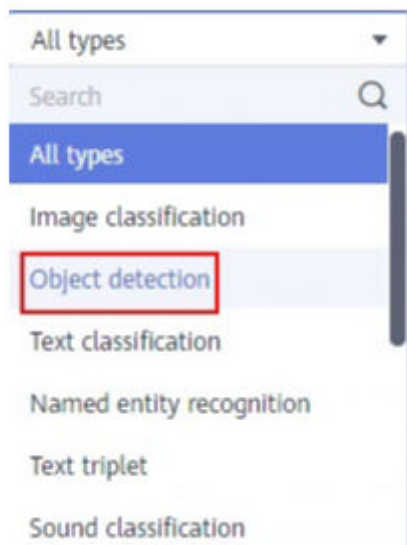 All types
Search
All types
Image classification
Object detection
Text classification
Named entity recognition
Text triplet
Sound classification